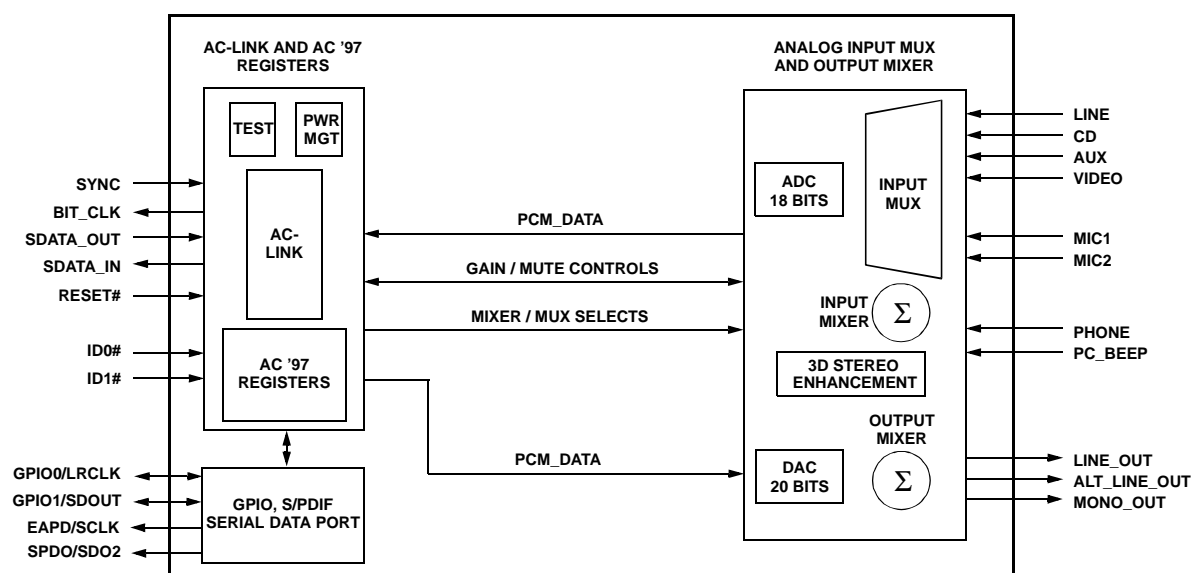 AC-LINK AND AC '97
REGISTERS
TEST
PWR
MGT
AC-
LINK
AC '97
REGISTERS
SYNC
BIT_CLK
SDATA_OUT
SDATA_IN
RESET#
ID0#
ID1#
GPIO0/LRCLK
GPIO1/SDOUT
EAPD/SCLK
SPDO/SDO2
GPIO, S/PDIF
SERIAL DATA PORT
PCM_DATA
GAIN / MUTE CONTROLS
MIXER / MUX SELECTS
PCM_DATA
ANALOG INPUT MUX
AND OUTPUT MIXER
ADC
18 BITS
INPUT
MUX
INPUT
MIXER
Σ
3D STEREO
ENHANCEMENT
OUTPUT
MIXER
DAC
20 BITS
Σ
LINE
CD
AUX
VIDEO
MIC1
MIC2
PHONE
PC_BEEP
LINE_OUT
ALT_LINE_OUT
MONO_OUT